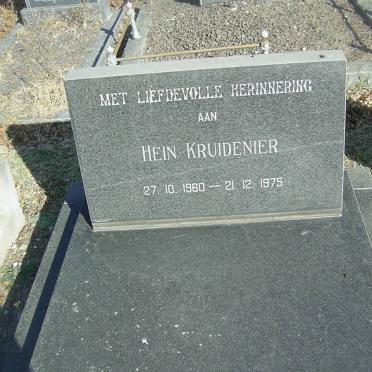 MET LIEFDEVOLLE HERINNERING
AAN
HEIN KRUIDENIER
27. 10. 1960 — 21. 12. 1975